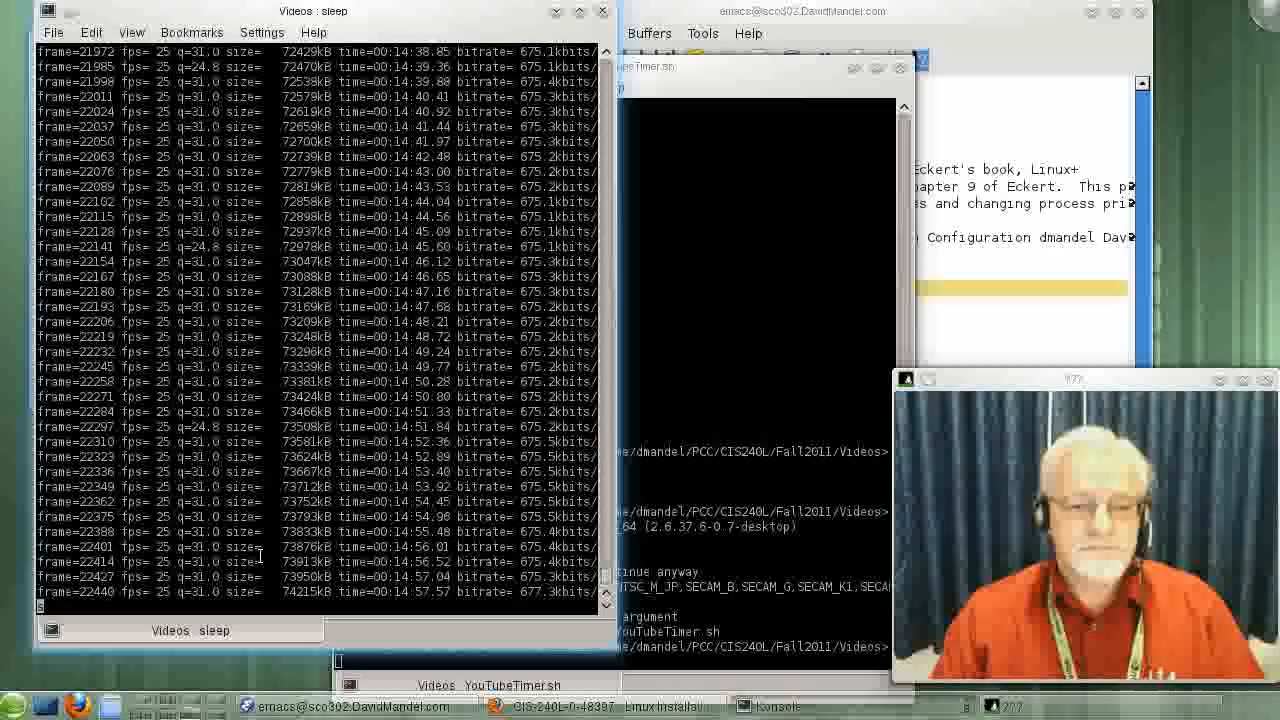 Videos : sleep
File Edit View Bookmarks Settings Help
frame=21972 fps= 25 q=31.0 size= 72429kB time=00:14:38.85 bitrate= 675.1kbits/
frame=21985 fps= 25 q=24.8 size= 72470kB time=00:14:39.36 bitrate= 675.1kbits/
frame=21998 fps= 25 q=31.0 size= 72538kB time=00:14:39.88 bitrate= 675.4kbits/
frame=22011 fps= 25 q=31.0 size= 72579kB time=00:14:40.41 bitrate= 675.3kbits/
frame=22024 fps= 25 q=31.0 size= 72619kB time=00:14:40.92 bitrate= 675.3kbits/
frame=22037 fps= 25 q=31.0 size= 72659kB time=00:14:41.44 bitrate= 675.3kbits/
frame=22050 fps= 25 q=31.0 size= 72700kB time=00:14:41.97 bitrate= 675.3kbits/
frame=22063 fps= 25 q=31.0 size= 72739kB time=00:14:42.48 bitrate= 675.2kbits/
frame=22076 fps= 25 q=31.0 size= 72779kB time=00:14:43.00 bitrate= 675.2kbits/
frame=22089 fps= 25 q=31.0 size= 72819kB time=00:14:43.53 bitrate= 675.2kbits/
frame=22102 fps= 25 q=31.0 size= 72858kB time=00:14:44.04 bitrate= 675.1kbits/
frame=22115 fps= 25 q=31.0 size= 72898kB time=00:14:44.56 bitrate= 675.1kbits/
frame=22128 fps= 25 q=31.0 size= 72937kB time=00:14:45.09 bitrate= 675.1kbits/
frame=22141 fps= 25 q=24.8 size= 72978kB time=00:14:45.60 bitrate= 675.1kbits/
frame=22154 fps= 25 q=31.0 size= 73047kB time=00:14:46.12 bitrate= 675.3kbits/
frame=22167 fps= 25 q=31.0 size= 73088kB time=00:14:46.65 bitrate= 675.3kbits/
frame=22180 fps= 25 q=31.0 size= 73128kB time=00:14:47.16 bitrate= 675.3kbits/
frame=22193 fps= 25 q=31.0 size= 73169kB time=00:14:47.68 bitrate= 675.2kbits/
frame=22206 fps= 25 q=31.0 size= 73209kB time=00:14:48.21 bitrate= 675.2kbits/
frame=22219 fps= 25 q=31.0 size= 73248kB time=00:14:48.72 bitrate= 675.2kbits/
frame=22232 fps= 25 q=31.0 size= 73296kB time=00:14:49.24 bitrate= 675.2kbits/
frame=22245 fps= 25 q=31.0 size= 73339kB time=00:14:49.77 bitrate= 675.2kbits/
frame=22258 fps= 25 q=31.0 size= 73381kB time=00:14:50.28 bitrate= 675.2kbits/
frame=22271 fps= 25 q=31.0 size= 73424kB time=00:14:50.80 bitrate= 675.2kbits/
frame=22284 fps= 25 q=31.0 size= 73466kB time=00:14:51.33 bitrate= 675.2kbits/
frame=22297 fps= 25 q=24.8 size= 73508kB time=00:14:51.84 bitrate= 675.2kbits/
frame=22310 fps= 25 q=31.0 size= 73581kB time=00:14:52.36 bitrate= 675.5kbits/
frame=22323 fps= 25 q=31.0 size= 73624kB time=00:14:52.89 bitrate= 675.5kbits/
frame=22336 fps= 25 q=31.0 size= 73667kB time=00:14:53.40 bitrate= 675.5kbits/
frame=22349 fps= 25 q=31.0 size= 73712kB time=00:14:53.92 bitrate= 675.5kbits/
frame=22362 fps= 25 q=31.0 size= 73752kB time=00:14:54.45 bitrate= 675.5kbits/
frame=22375 fps= 25 q=31.0 size= 73793kB time=00:14:54.96 bitrate= 675.5kbits/
frame=22388 fps= 25 q=31.0 size= 73833kB time=00:14:55.48 bitrate= 675.4kbits/
frame=22401 fps= 25 q=31.0 size= 73876kB time=00:14:56.01 bitrate= 675.4kbits/
frame=22414 fps= 25 q=31.0 size= 73913kB time=00:14:56.52 bitrate= 675.4kbits/
frame=22427 fps= 25 q=31.0 size= 73950kB time=00:14:57.04 bitrate= 675.3kbits/
frame=22440 fps= 25 q=31.0 size= 74215kB time=00:14:57.57 bitrate= 677.3kbits/
Videos : sleep
emacs@sco302.DavidMandel.com
Buffers Tools Help
Eckert's book, Linux+
hapter 9 of Eckert. This p
es and changing process pri
Configuration dmandel Dav
beTimer.sh
me/dmandel/PCC/CIS240L/Fall2011/Videos>
me/dmandel/PCC/CIS240L/Fall2011/Videos>
64 (2.6.37.6-0.7-desktop)
tinue anyway
TSC_M_JP,SECAM_B,SECAM_G,SECAM_K1,SECA
argument
YouTubeTimer.sh
me/dmandel/PCC/CIS240L/Fall2011/Videos>
Videos YouTubeTimer.sh
???
emacs@sco302.DavidMandel.com
CIS-240L-0-48397 Linux Installati
Konsole
???